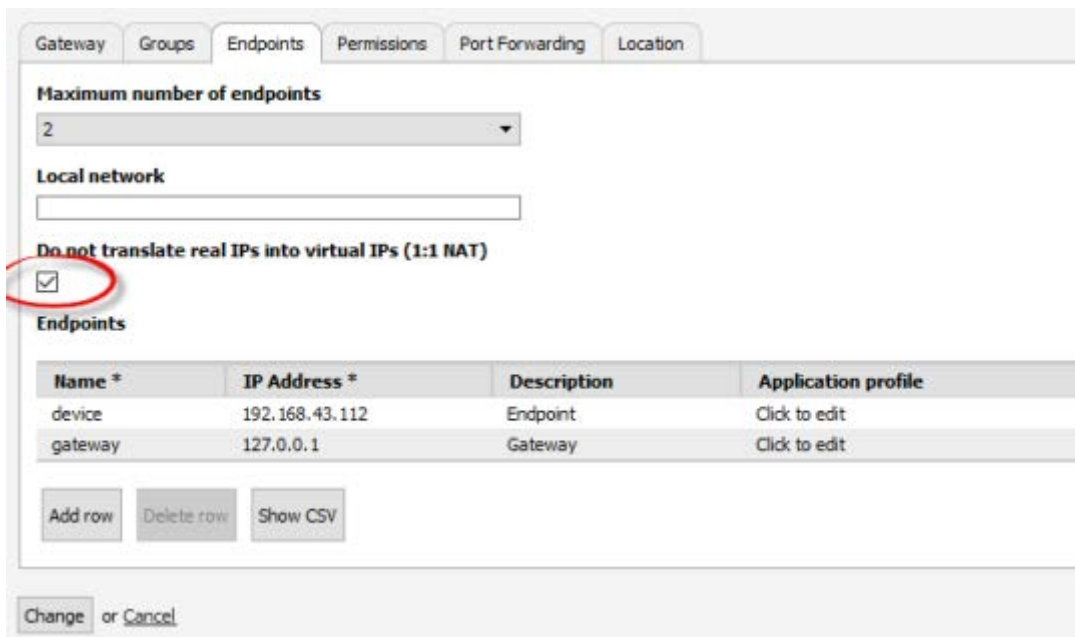 Gateway Groups Endpoints Permissions Port Forwarding Location
Maximum number of endpoints
2
Local network
Do not translate real IPs into virtual IPs (1:1 NAT)
Endpoints
Name * IP Address * Description Application profile
device 192.168.43.112 Endpoint Click to edit
gateway 127.0.0.1 Gateway Click to edit
Add row Delete row Show CSV
Change or Cancel